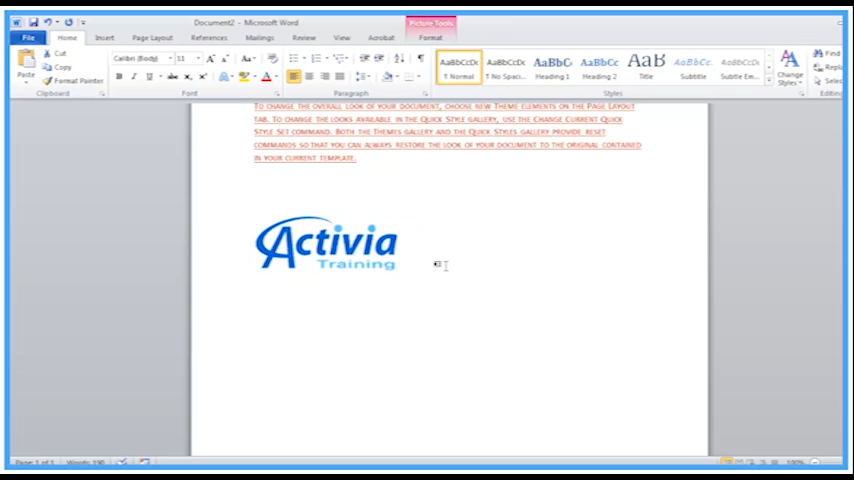 Document2 - Microsoft Word
Picture Tools
File Home Insert Page Layout References Mailings Review View Acrobat Format
Cut
Copy
Format Painter
Paste
Calibri (Body) 11
Clipboard Font Paragraph Styles
AaBbCcDc AaBbCcDc AaBbC AaBbCc AaB AaBbCc. AaBbCcDc
¶ Normal ¶ No Spaci... Heading 1 Heading 2 Title Subtitle Subtle Em...
Change
Styles
Find
Repla
Selec
Editing
To change the overall look of your document, choose new Theme elements on the Page Layout
tab. To change the looks available in the Quick Style gallery, use the Change Current Quick
Style Set command. Both the Themes gallery and the Quick Styles gallery provide reset
commands so that you can always restore the look of your document to the original contained
in your current template.
Activia
Training
Page: 1 of 1 Words: 190 100%